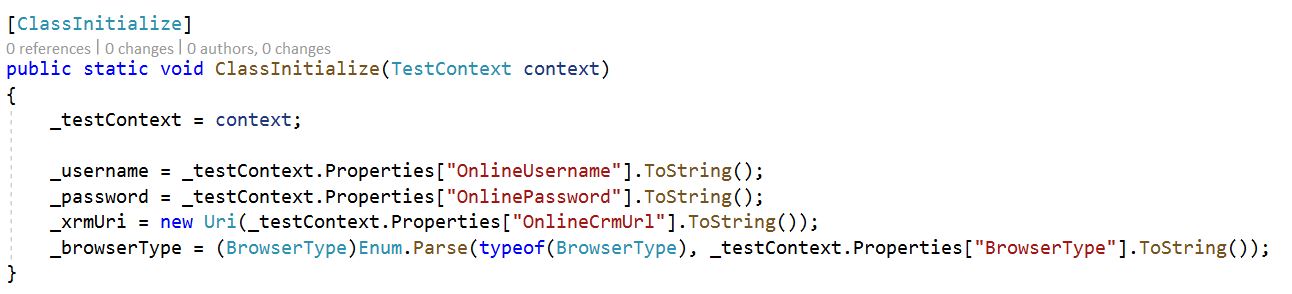 [ClassInitialize]
0 references | 0 changes | 0 authors, 0 changes
public static void ClassInitialize(TestContext context)
{
_testContext = context;
_username = _testContext.Properties["OnlineUsername"].ToString();
_password = _testContext.Properties["OnlinePassword"].ToString();
_xrmUri = new Uri(_testContext.Properties["OnlineCrmUrl"].ToString());
_browserType = (BrowserType)Enum.Parse(typeof(BrowserType), _testContext.Properties["BrowserType"].ToString());
}